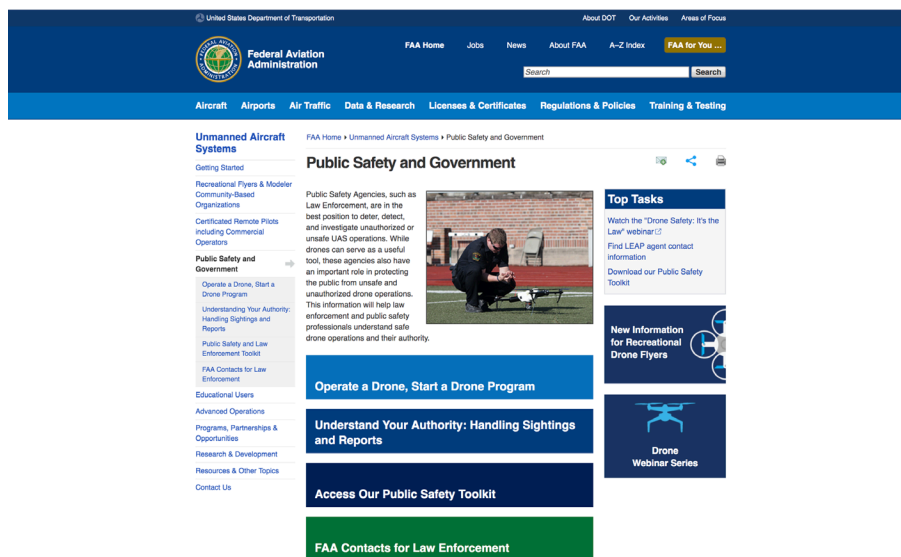 United States Department of Transportation
About DOT Our Activities Areas of Focus
Federal Aviation
Administration
FAA Home Jobs News About FAA A–Z Index FAA for You ...
Search Search
Aircraft Airports Air Traffic Data & Research Licenses & Certificates Regulations & Policies Training & Testing
Unmanned Aircraft
Systems
Getting Started
Recreational Flyers & Modeler
Community-Based
Organizations
Certificated Remote Pilots
including Commercial
Operators
Public Safety and
Government
Operate a Drone, Start a
Drone Program
Understanding Your Authority:
Handling Sightings and
Reports
Public Safety and Law
Enforcement Toolkit
FAA Contacts for Law
Enforcement
Educational Users
Advanced Operations
Programs, Partnerships &
Opportunities
Research & Development
Resources & Other Topics
Contact Us
FAA Home Unmanned Aircraft Systems Public Safety and Government
Public Safety and Government
Public Safety Agencies, such as
Law Enforcement, are in the
best position to deter, detect,
and investigate unauthorized or
unsafe UAS operations. While
drones can serve as a useful
tool, these agencies also have
an important role in protecting
the public from unsafe and
unauthorized drone operations.
This information will help law
enforcement and public safety
professionals understand safe
drone operations and their authority.
Operate a Drone, Start a Drone Program
Understand Your Authority: Handling Sightings
and Reports
Access Our Public Safety Toolkit
FAA Contacts for Law Enforcement
Top Tasks
Watch the "Drone Safety: It's the
Law" webinar
Find LEAP agent contact
information
Download our Public Safety
Toolkit
New Information
for Recreational
Drone Flyers
Drone
Webinar Series